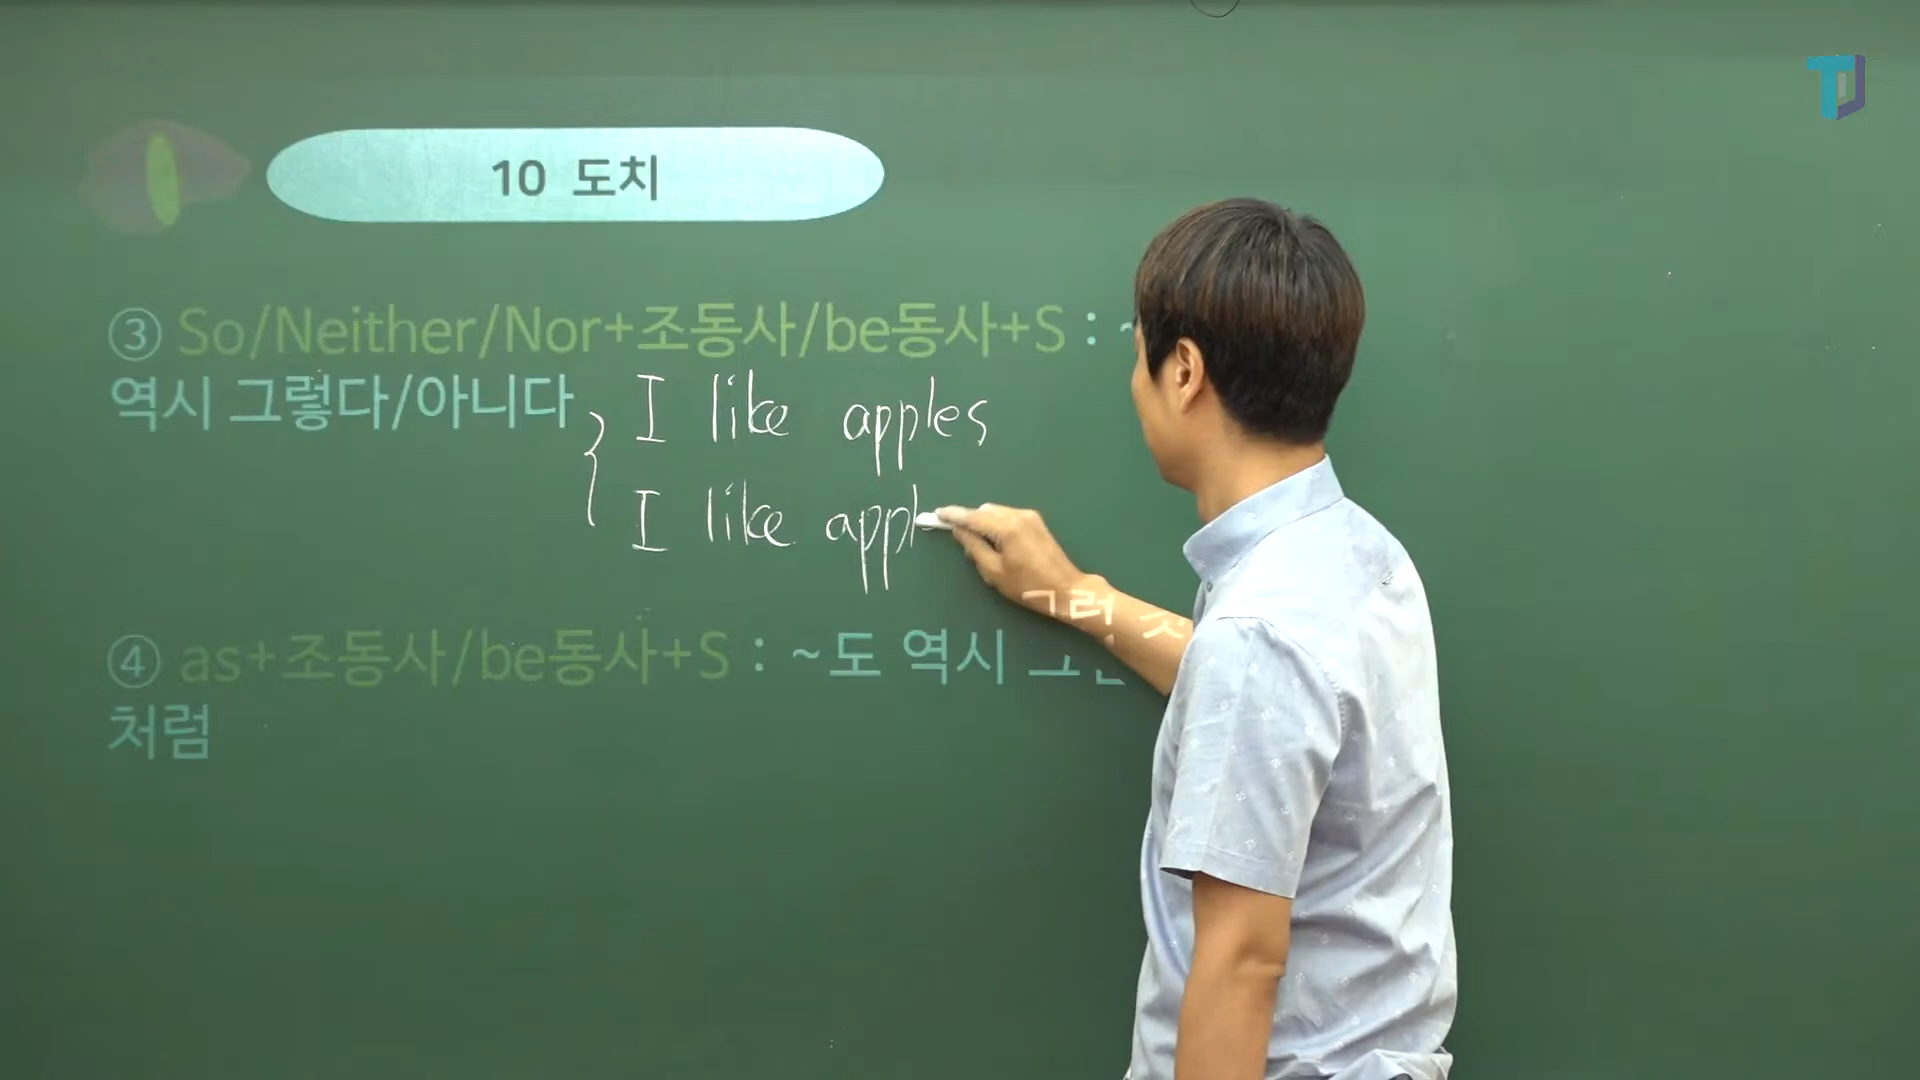 10 도치
③ So/Neither/Nor+조동사/be동사+S : ~
역시 그렇다/아니다
I like apples
I like appl
④ as+조동사/be동사+S : ~도 역시 그런 것
처럼